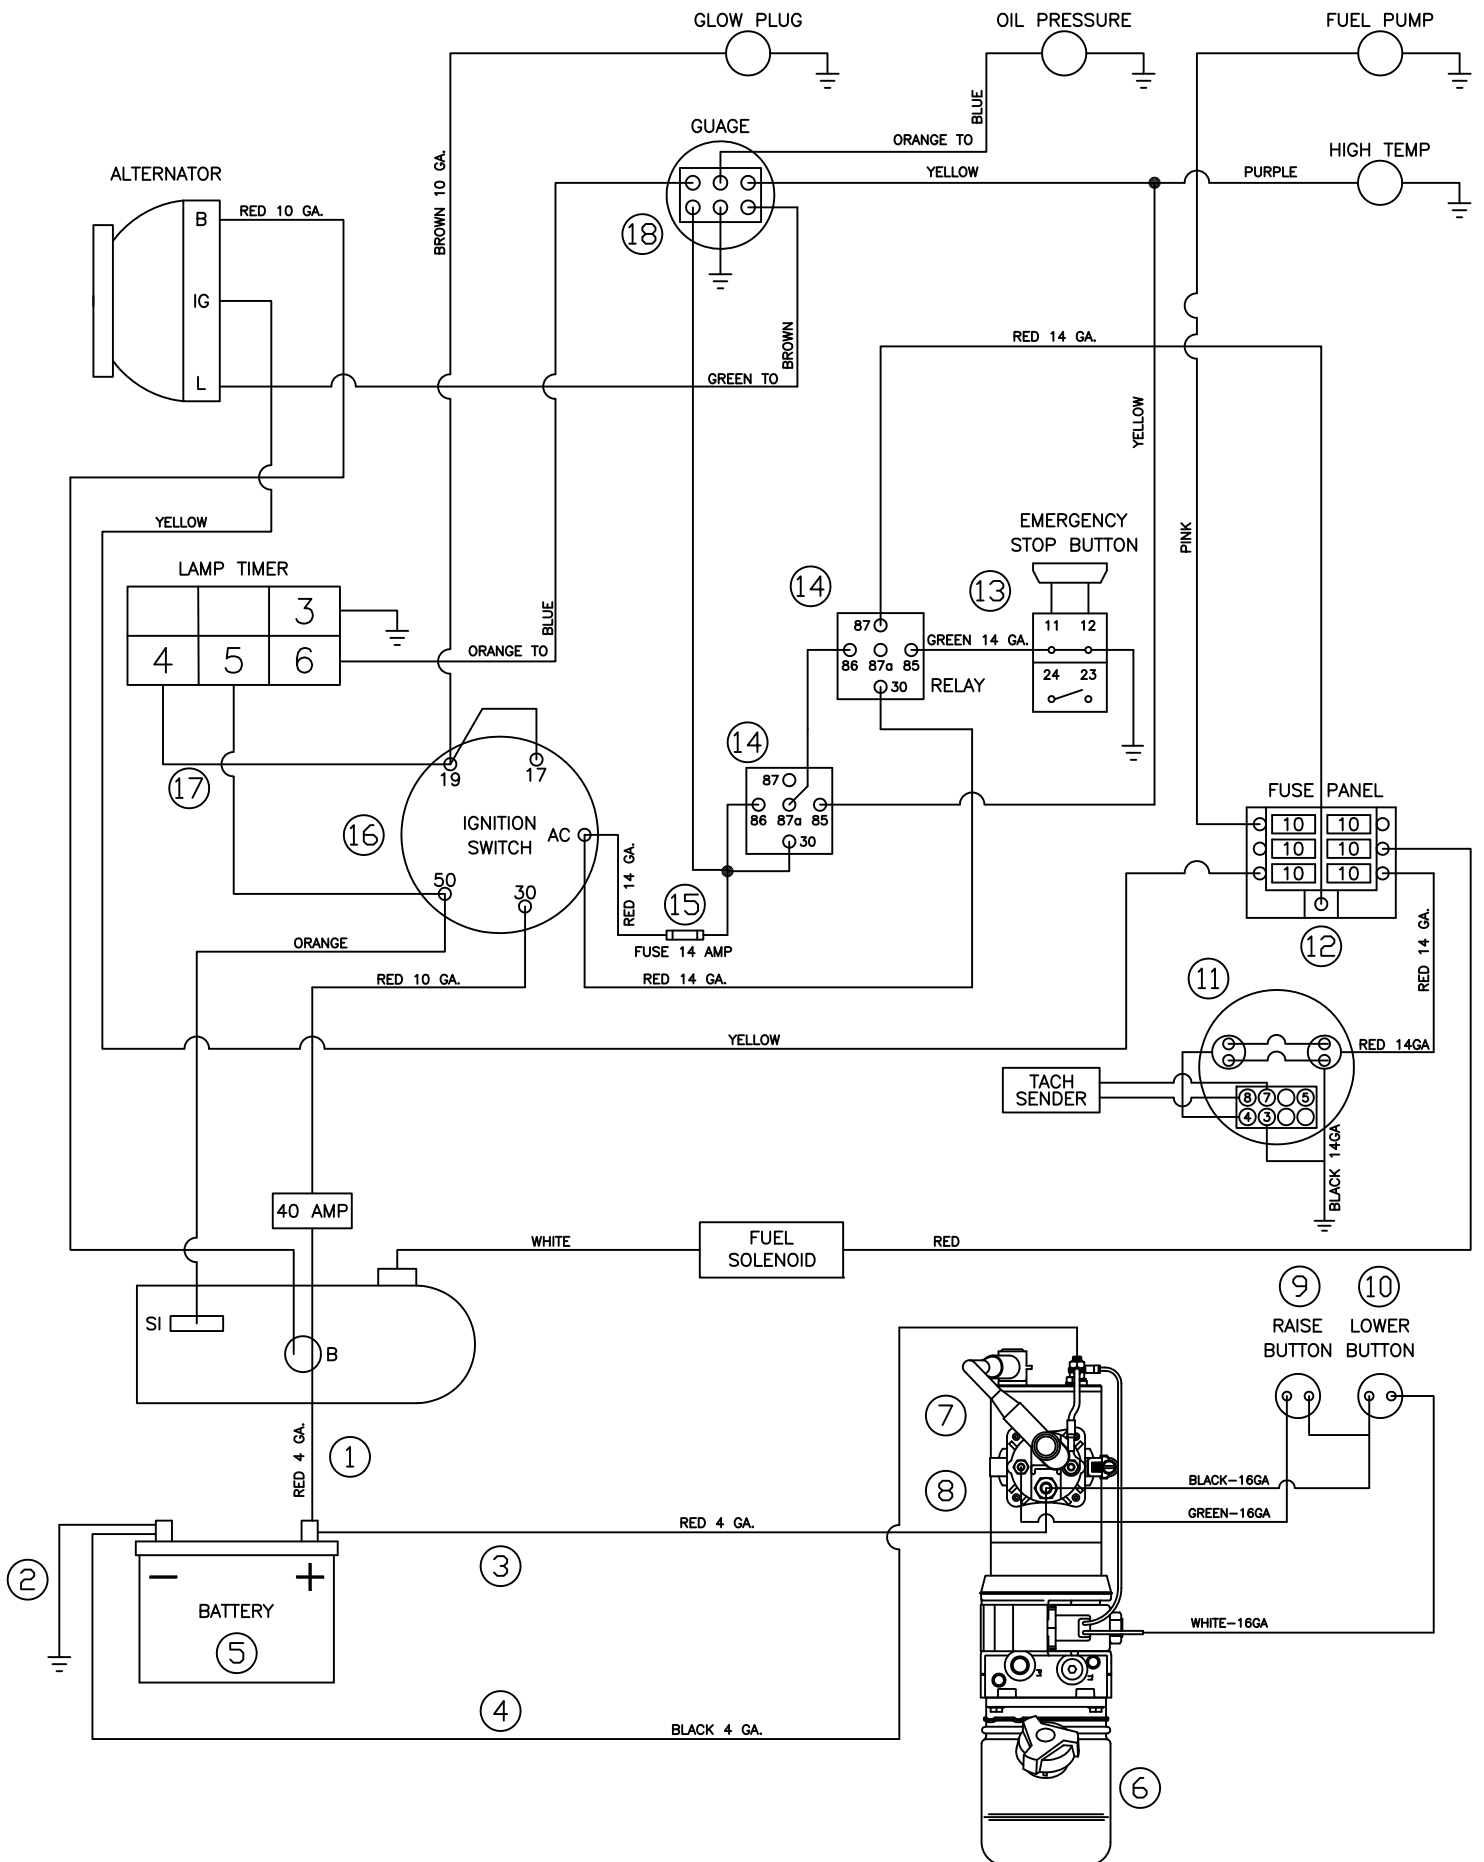 GLOW PLUG
OIL PRESSURE
FUEL PUMP
BLUE
GUAGE
ORANGE TO
HIGH TEMP
ALTERNATOR
BROWN 10 GA.
YELLOW
PURPLE
B
RED 10 GA.
18
IG
BROWN
RED 14 GA.
L
GREEN TO
YELLOW
YELLOW
PINK
EMERGENCY
STOP BUTTON
LAMP TIMER
14
13
3
BLUE
87
11 12
GREEN 14 GA.
4 5 6
ORANGE TO
86 87a 85
24 23
30
RELAY
14
17
19
17
87
FUSE PANEL
16
IGNITION
SWITCH
AC
86 87a 85
10 10
30
10 10
50
30
RED 14 GA.
15
10 10
ORANGE
FUSE 14 AMP
12
RED 14 GA.
RED 10 GA.
RED 14 GA.
11
YELLOW
RED 14GA
TACH
SENDER
8 7 5
4 3
BLACK 14GA
40 AMP
WHITE
FUEL
SOLENOID
RED
9
10
SI
RAISE
BUTTON
LOWER
BUTTON
B
7
RED 4 GA.
1
8
BLACK-16GA
GREEN-16GA
RED 4 GA.
2
3
− +
BATTERY
WHITE-16GA
5
4
BLACK 4 GA.
6